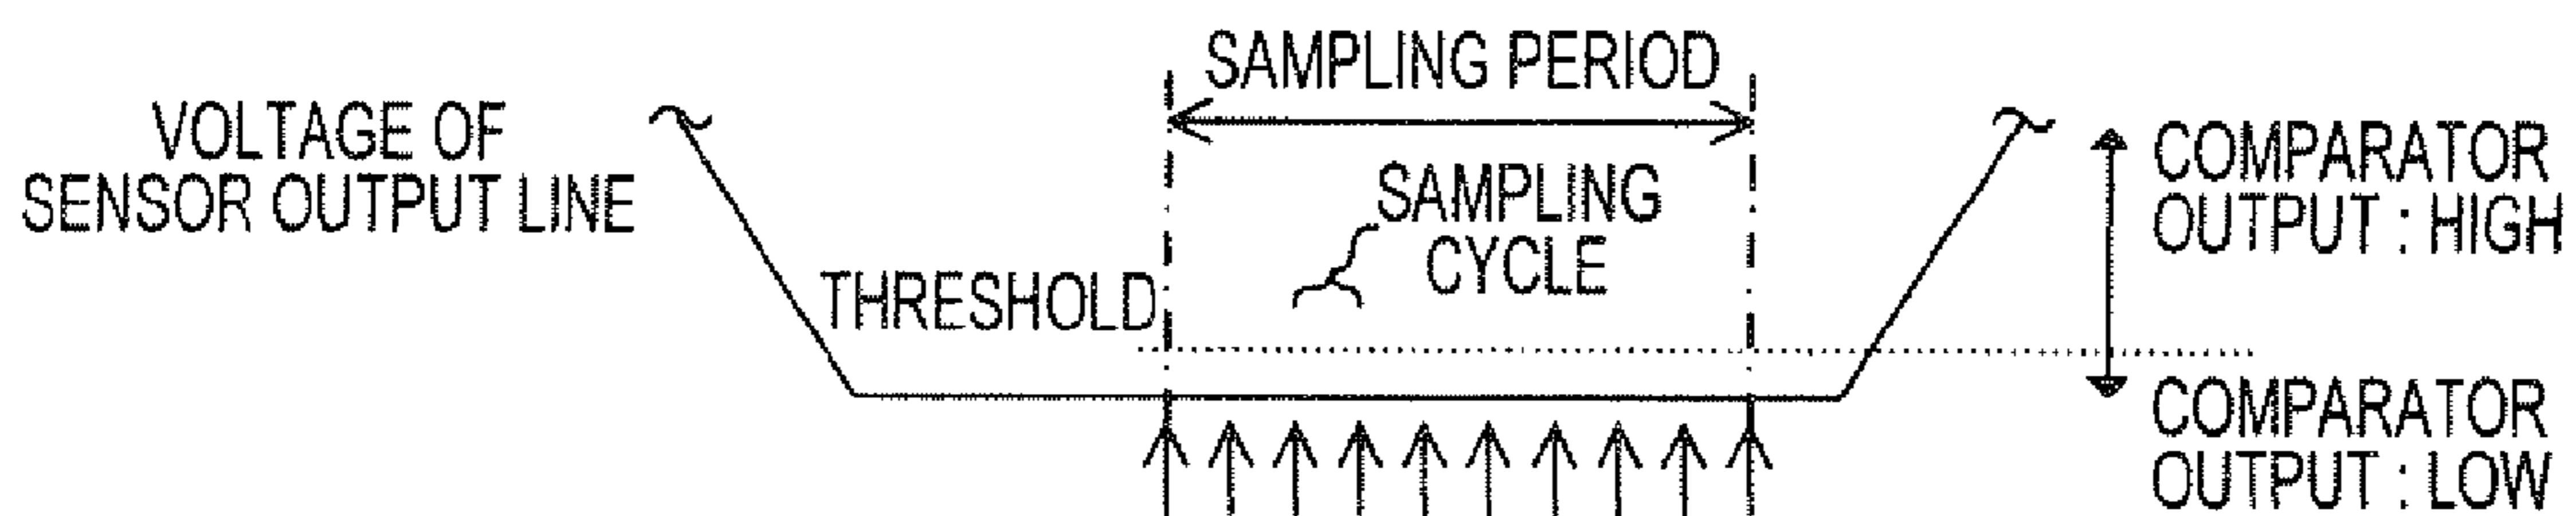 SAMPLING PERIOD
VOLTAGE OF
SENSOR OUTPUT LINE
SAMPLING
CYCLE
THRESHOLD
COMPARATOR
OUTPUT : HIGH
COMPARATOR
OUTPUT : LOW